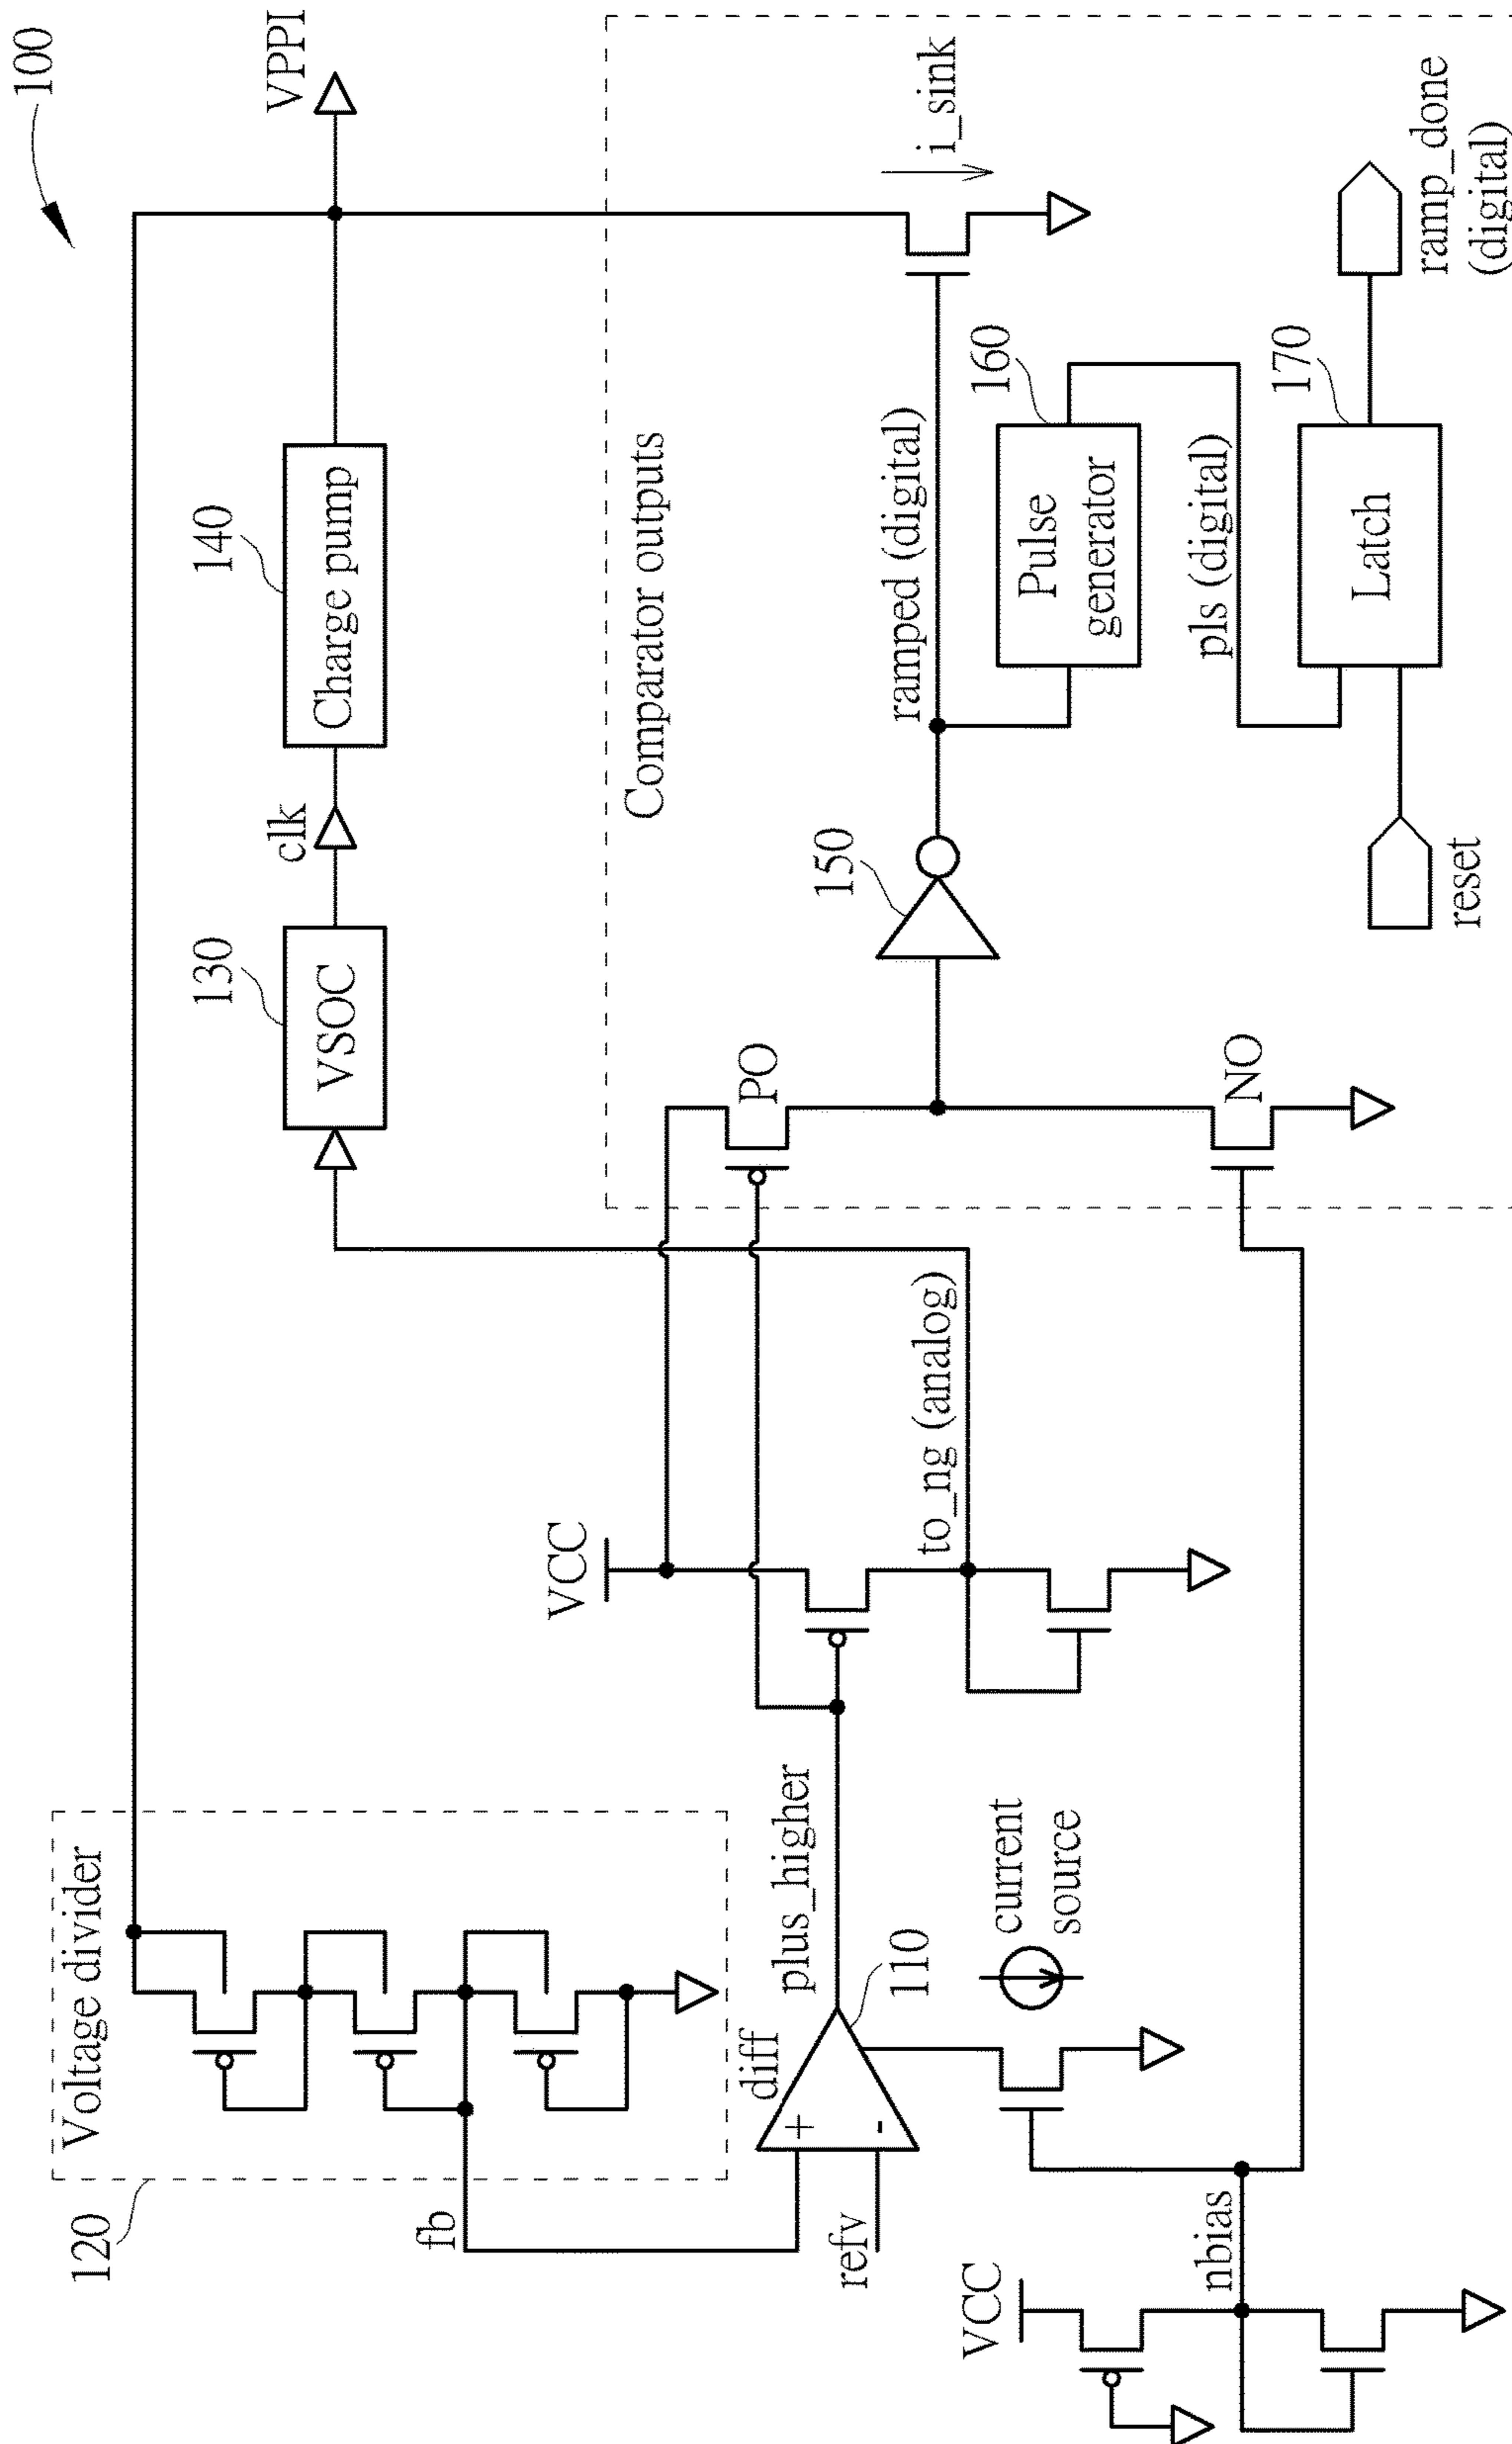 100
Voltage divider
120
fb
refv
diff
+
-
110
plus_higher
current
source
VCC
nbias
VCC
to_ng (analog)
130
VSOC
clk
140
Charge pump
VPPI
Comparator outputs
PO
NO
150
ramped (digital)
i_sink
160
Pulse
generator
pls (digital)
170
Latch
reset
ramp_done
(digital)